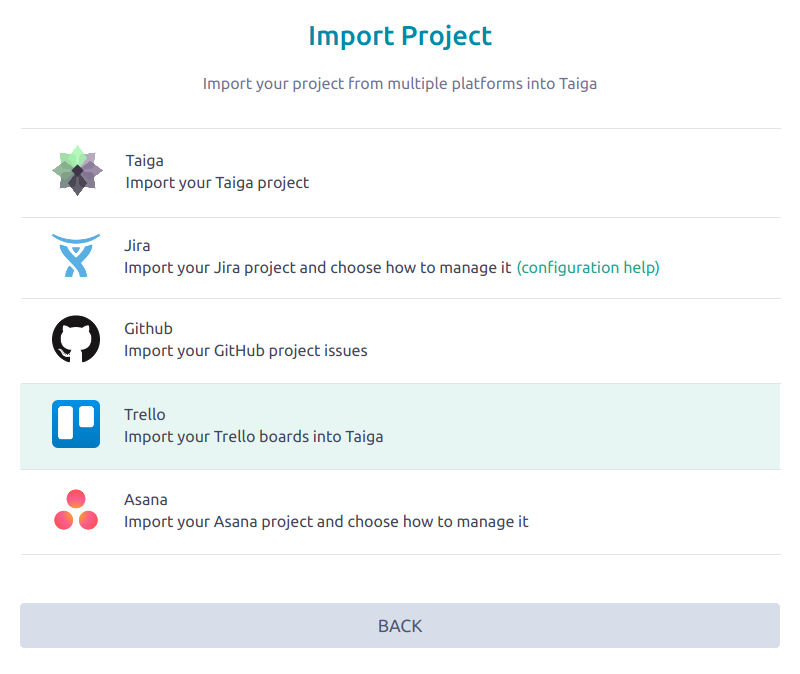 Import Project
Import your project from multiple platforms into Taiga
Taiga
Import your Taiga project
Jira
Import your Jira project and choose how to manage it (configuration help)
Github
Import your GitHub project issues
Trello
Import your Trello boards into Taiga
Asana
Import your Asana project and choose how to manage it
BACK